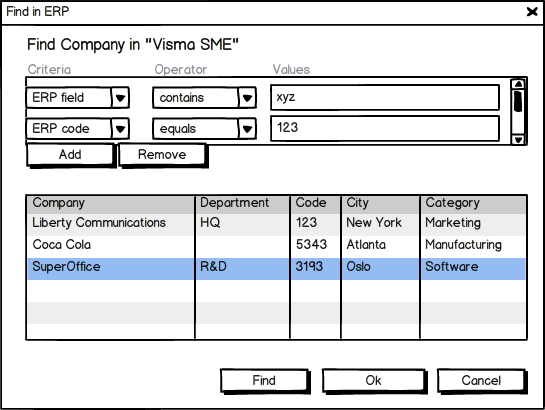 Find in ERP
Find Company in "Visma SME"
Criteria Operator Values
ERP field contains xyz
ERP code equals 123
Add Remove
Company Department Code City Category
Liberty Communications HQ 123 New York Marketing
Coca Cola 5343 Atlanta Manufacturing
SuperOffice R&D 3193 Oslo Software
Find Ok Cancel